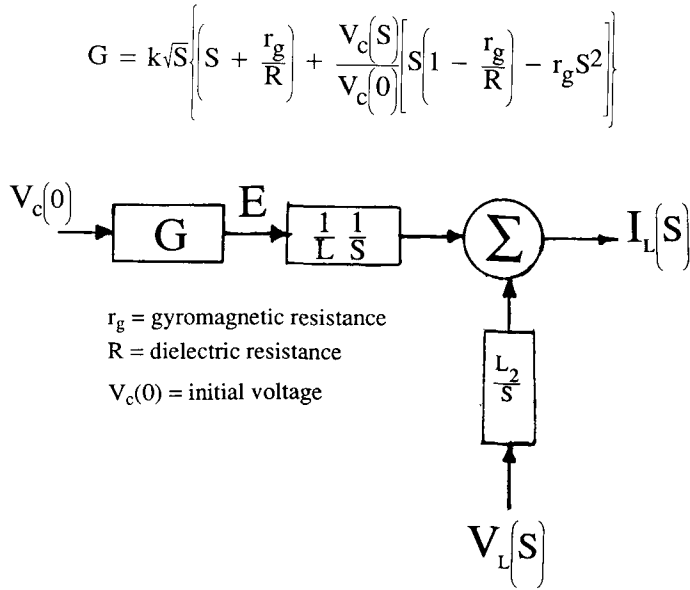 G = k√S{(S + r_g/R) + V_c(S)/V_c(0)[S(1 − r_g/R) − r_gS²]}
V_c(0)
G
E
1/L 1/S
Σ
I_L(S)
r_g = gyromagnetic resistance
R = dielectric resistance
V_c(0) = initial voltage
L_2/S
V_L(S)